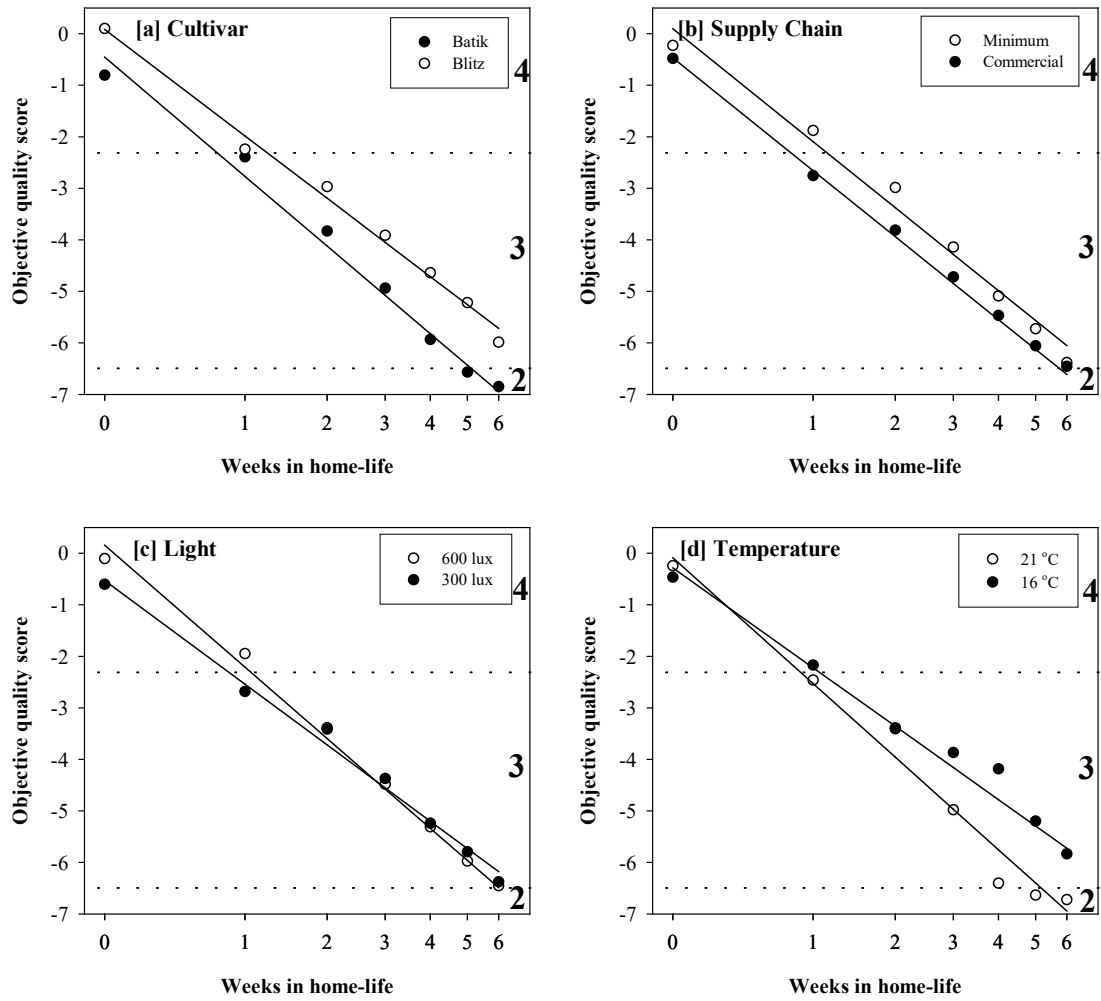 [a] Cultivar
Batik
Blitz
0
-1
-2
-3
-4
-5
-6
-7
4
3
2
Objective quality score
0 1 2 3 4 5 6
Weeks in home-life
[b] Supply Chain
Minimum
Commercial
0
-1
-2
-3
-4
-5
-6
-7
4
3
2
Objective quality score
0 1 2 3 4 5 6
Weeks in home-life
[c] Light
600 lux
300 lux
0
-1
-2
-3
-4
-5
-6
-7
4
3
2
Objective quality score
0 1 2 3 4 5 6
Weeks in home-life
[d] Temperature
21 °C
16 °C
0
-1
-2
-3
-4
-5
-6
-7
4
3
2
Objective quality score
0 1 2 3 4 5 6
Weeks in home-life